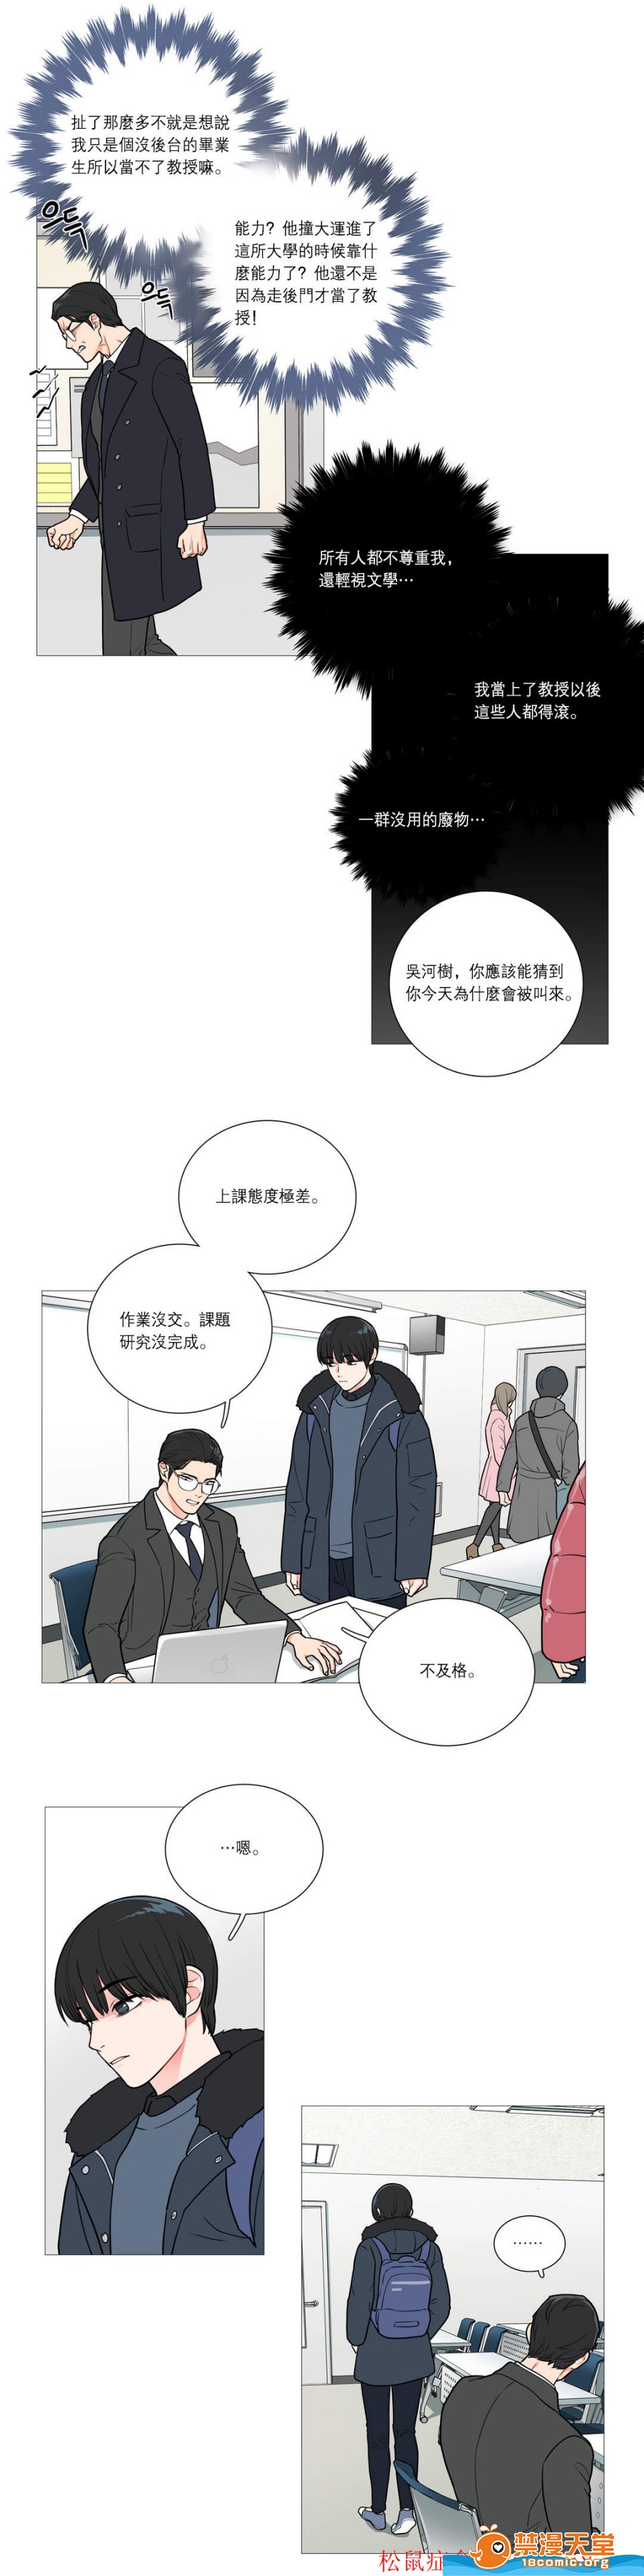 扯了那麼多不就是想說
我只是個沒後台的畢業
生所以當不了教授嘛。
으득
能力？他撞大運進了
這所大學的時候靠什
麼能力了？他還不是
因為走後門才當了教
授！
으득
所有人都不尊重我，
還輕視文學…
我當上了教授以後
這些人都得滾。
一群沒用的廢物…
吳河樹，你應該能猜到
你今天為什麼會被叫來。
上課態度極差。
作業沒交。課題
研究沒完成。
不及格。
…嗯。
……
松鼠症
禁漫天堂
18comic.org